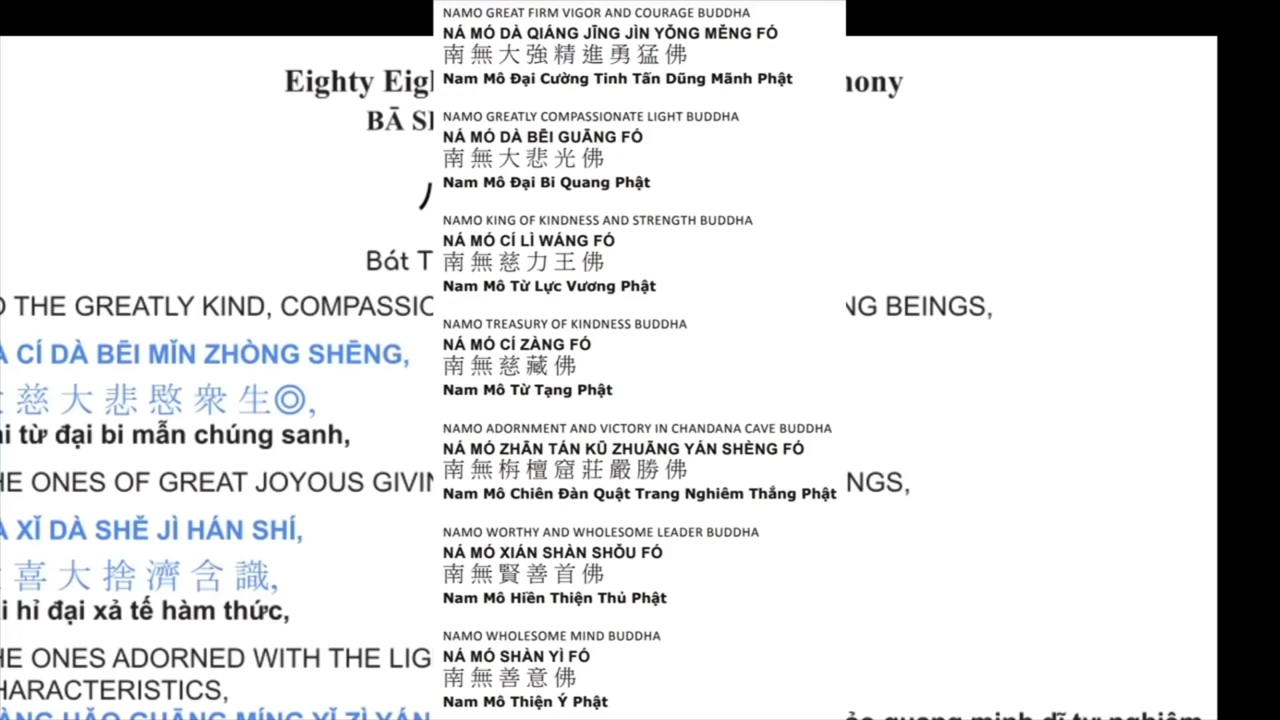 NAMO GREAT FIRM VIGOR AND COURAGE BUDDHA
NÁ MÓ DÀ QIÁNG JĪNG JÌN YǑNG MĚNG FÓ
南無大強精進勇猛佛
Nam Mô Đại Cường Tinh Tấn Dũng Mãnh Phật
NAMO GREATLY COMPASSIONATE LIGHT BUDDHA
NÁ MÓ DÀ BĒI GUĀNG FÓ
南無大悲光佛
Nam Mô Đại Bi Quang Phật
NAMO KING OF KINDNESS AND STRENGTH BUDDHA
NÁ MÓ CÍ LÌ WÁNG FÓ
南無慈力王佛
Nam Mô Từ Lực Vương Phật
NAMO TREASURY OF KINDNESS BUDDHA
NÁ MÓ CÍ ZÀNG FÓ
南無慈藏佛
Nam Mô Từ Tạng Phật
NAMO ADORNMENT AND VICTORY IN CHANDANA CAVE BUDDHA
NÁ MÓ ZHĀN TÁN KŪ ZHUĀNG YÁN SHÈNG FÓ
南無栴檀窟莊嚴勝佛
Nam Mô Chiên Đàn Quật Trang Nghiêm Thắng Phật
NAMO WORTHY AND WHOLESOME LEADER BUDDHA
NÁ MÓ XIÁN SHÀN SHǑU FÓ
南無賢善首佛
Nam Mô Hiền Thiện Thủ Phật
NAMO WHOLESOME MIND BUDDHA
NÁ MÓ SHÀN YÌ FÓ
南無善意佛
Nam Mô Thiện Ý Phật
Eighty
BĀ
Bát
THE GREATLY KIND, BEINGS,
CÍ DÀ BĒI MǏN ZHÒNG SHĒNG,
慈大悲愍衆生◎,
từ đại bi mẫn chúng sanh,
ONES OF GREAT JOYOUS
XǏ DÀ SHĚ JÌ HÁN SHÍ,
喜大捨濟含識,
hỉ đại xả tế hàm thức,
ONES ADORNED WITH THE
HĂO GUĀNG MÍNG YǏ ZÌ quang minh dĩ tự nghiêm